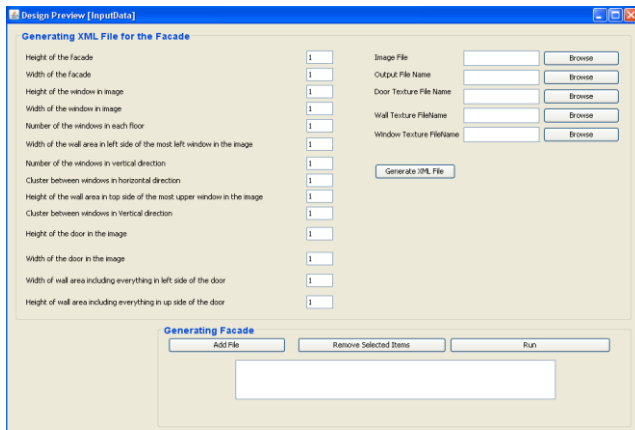 Design Preview [InputData]
Generating XML File for the Facade
Height of the facade 1 Image File Browse
Width of the facade 1 Output File Name Browse
Height of the window in image 1 Door Texture File Name Browse
Width of the window in image 1 Wall Texture FileName Browse
Number of the windows in each floor 1 Window Texture FileName Browse
Width of the wall area in left side of the most left window in the image 1
Number of the windows in vertical direction 1 Generate XML File
Cluster between windows in horizontal direction 1
Height of the wall area in top side of the most upper window in the image 1
Cluster between windows in Vertical direction 1
Height of the door in the image 1
Width of the door in the image 1
Width of wall area including everything in left side of the door 1
Height of wall area including everything in up side of the door 1
Generating Facade
Add File Remove Selected Items Run